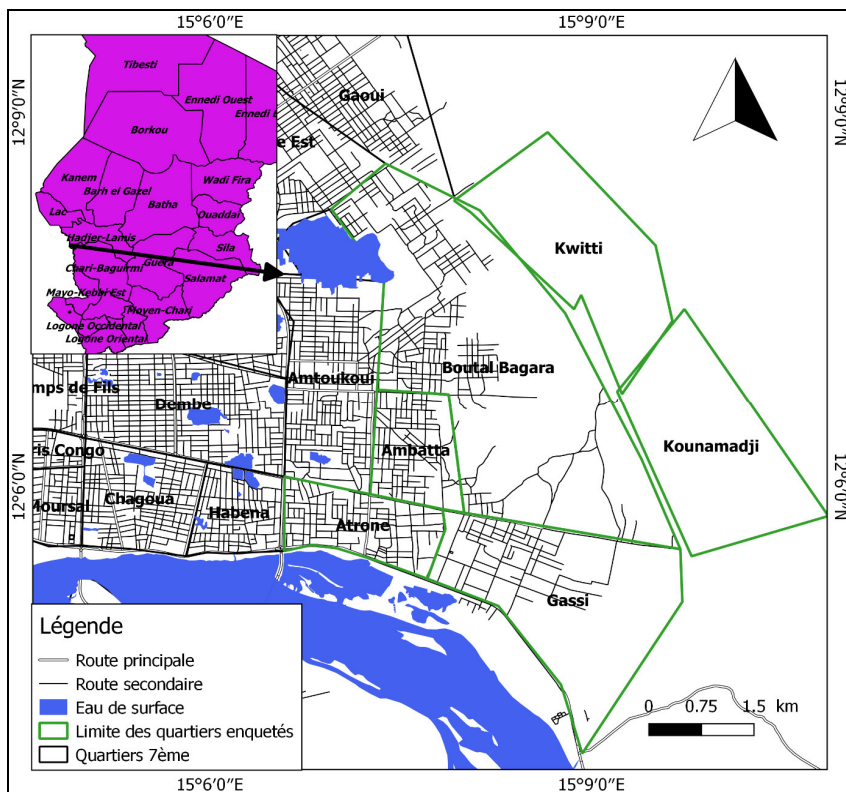 15°6′0″E
15°9′0″E
12°9′0″N
12°9′0″N
12°6′0″N
12°6′0″N
15°6′0″E
15°9′0″E
Tibesti
Ennedi Ouest
Ennedi E
Borkou
Kanem
Barh el Gazel
Wadi Fira
Batha
Lac
Ouaddai
Hadjer-Lamis
Sila
Guera
Chari-Baguirmi
Salamat
Mayo-Kebbi Est
Moyen-Chari
Logone Occidental
Logone Oriental
Gaoui
e Est
Kwitti
Boutal Bagara
Amtoukoui
mps de Fils
Dembe
Ambatta
Kounamadji
ris Congo
Chagoua
Moursal
Habena
Atrone
Gassi
Légende
Route principale
Route secondaire
Eau de surface
Limite des quartiers enquetés
Quartiers 7ème
0 0.75 1.5 km